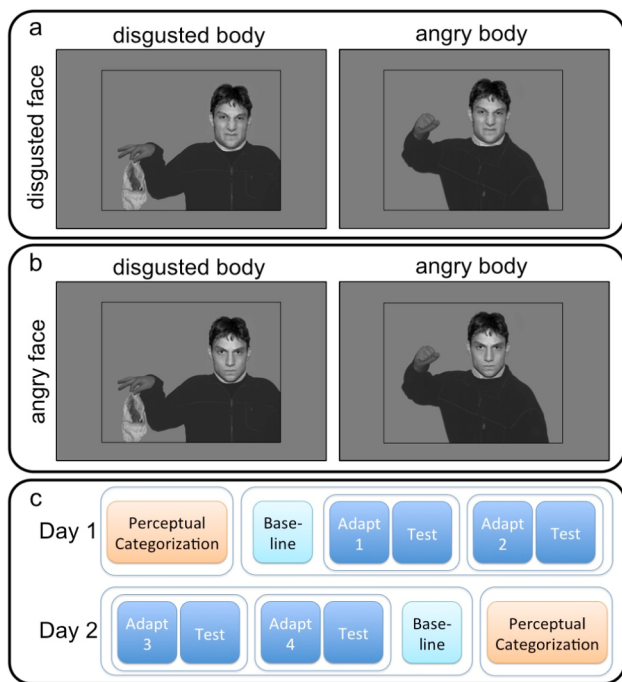 a
disgusted body angry body
disgusted face
b
disgusted body angry body
angry face
c
Day 1
Perceptual
Categorization
Base-
line
Adapt
1
Test
Adapt
2
Test
Day 2
Adapt
3
Test
Adapt
4
Test
Base-
line
Perceptual
Categorization